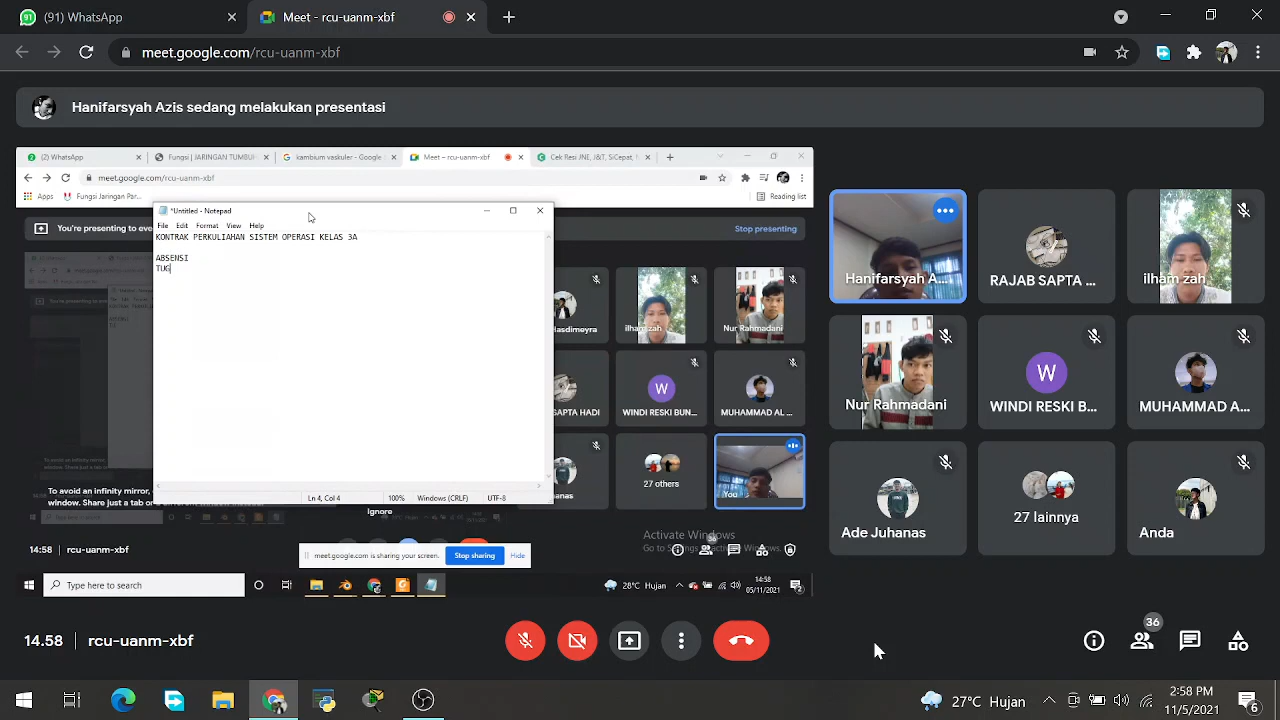 (91) WhatsApp
Meet – rcu-uanm-xbf
meet.google.com/rcu-uanm-xbf
Hanifarsyah Azis sedang melakukan presentasi
(2) WhatsApp
Fungsi | JARINGAN TUMBU
kambium vaskuler - Google
Meet – rcu-uanm-xbf
Cek Resi JNE, J&T, SiCepat,
meet.google.com/rcu-uanm-xbf
Apps
Fungsi Jaringan Par...
Reading list
You're presenting to eve
Stop presenting
*Untitled - Notepad
File Edit Format View Help
KONTRAK PERKULIAHAN SISTEM OPERASI KELAS 3A
ABSENSI
TUG
Ln 4, Col 4
100%
Windows (CRLF)
UTF-8
Hasdimeyra
ilham zah
Nur Rahmadani
SAPTA HADI
WINDI RESKI BUN...
MUHAMMAD AL ...
anas
27 others
You
To avoid an infinity mirror,
window. Share just a tab or
Ignore
Activate Windows
14:58
rcu-uanm-xbf
meet.google.com is sharing your screen.
Stop sharing
Hide
Type here to search
28°C Hujan
14:58
05/11/2021
2
Hanifarsyah A...
RAJAB SAPTA ...
ilham zah
Nur Rahmadani
W
WINDI RESKI B...
MUHAMMAD A...
Ade Juhanas
27 lainnya
Anda
14.58
rcu-uanm-xbf
36
27°C Hujan
2:58 PM
11/5/2021
6